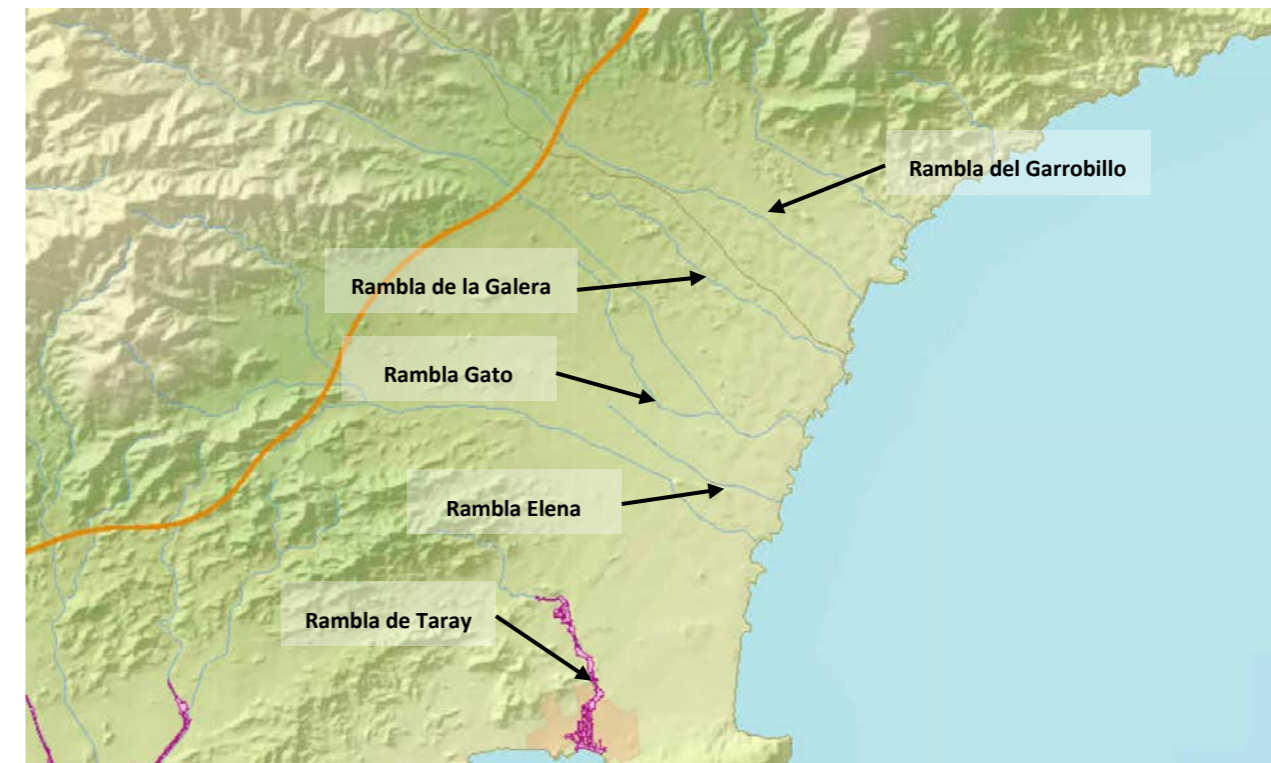 Rambla del Garrobillo
Rambla de la Galera
Rambla Gato
Rambla Elena
Rambla de Taray